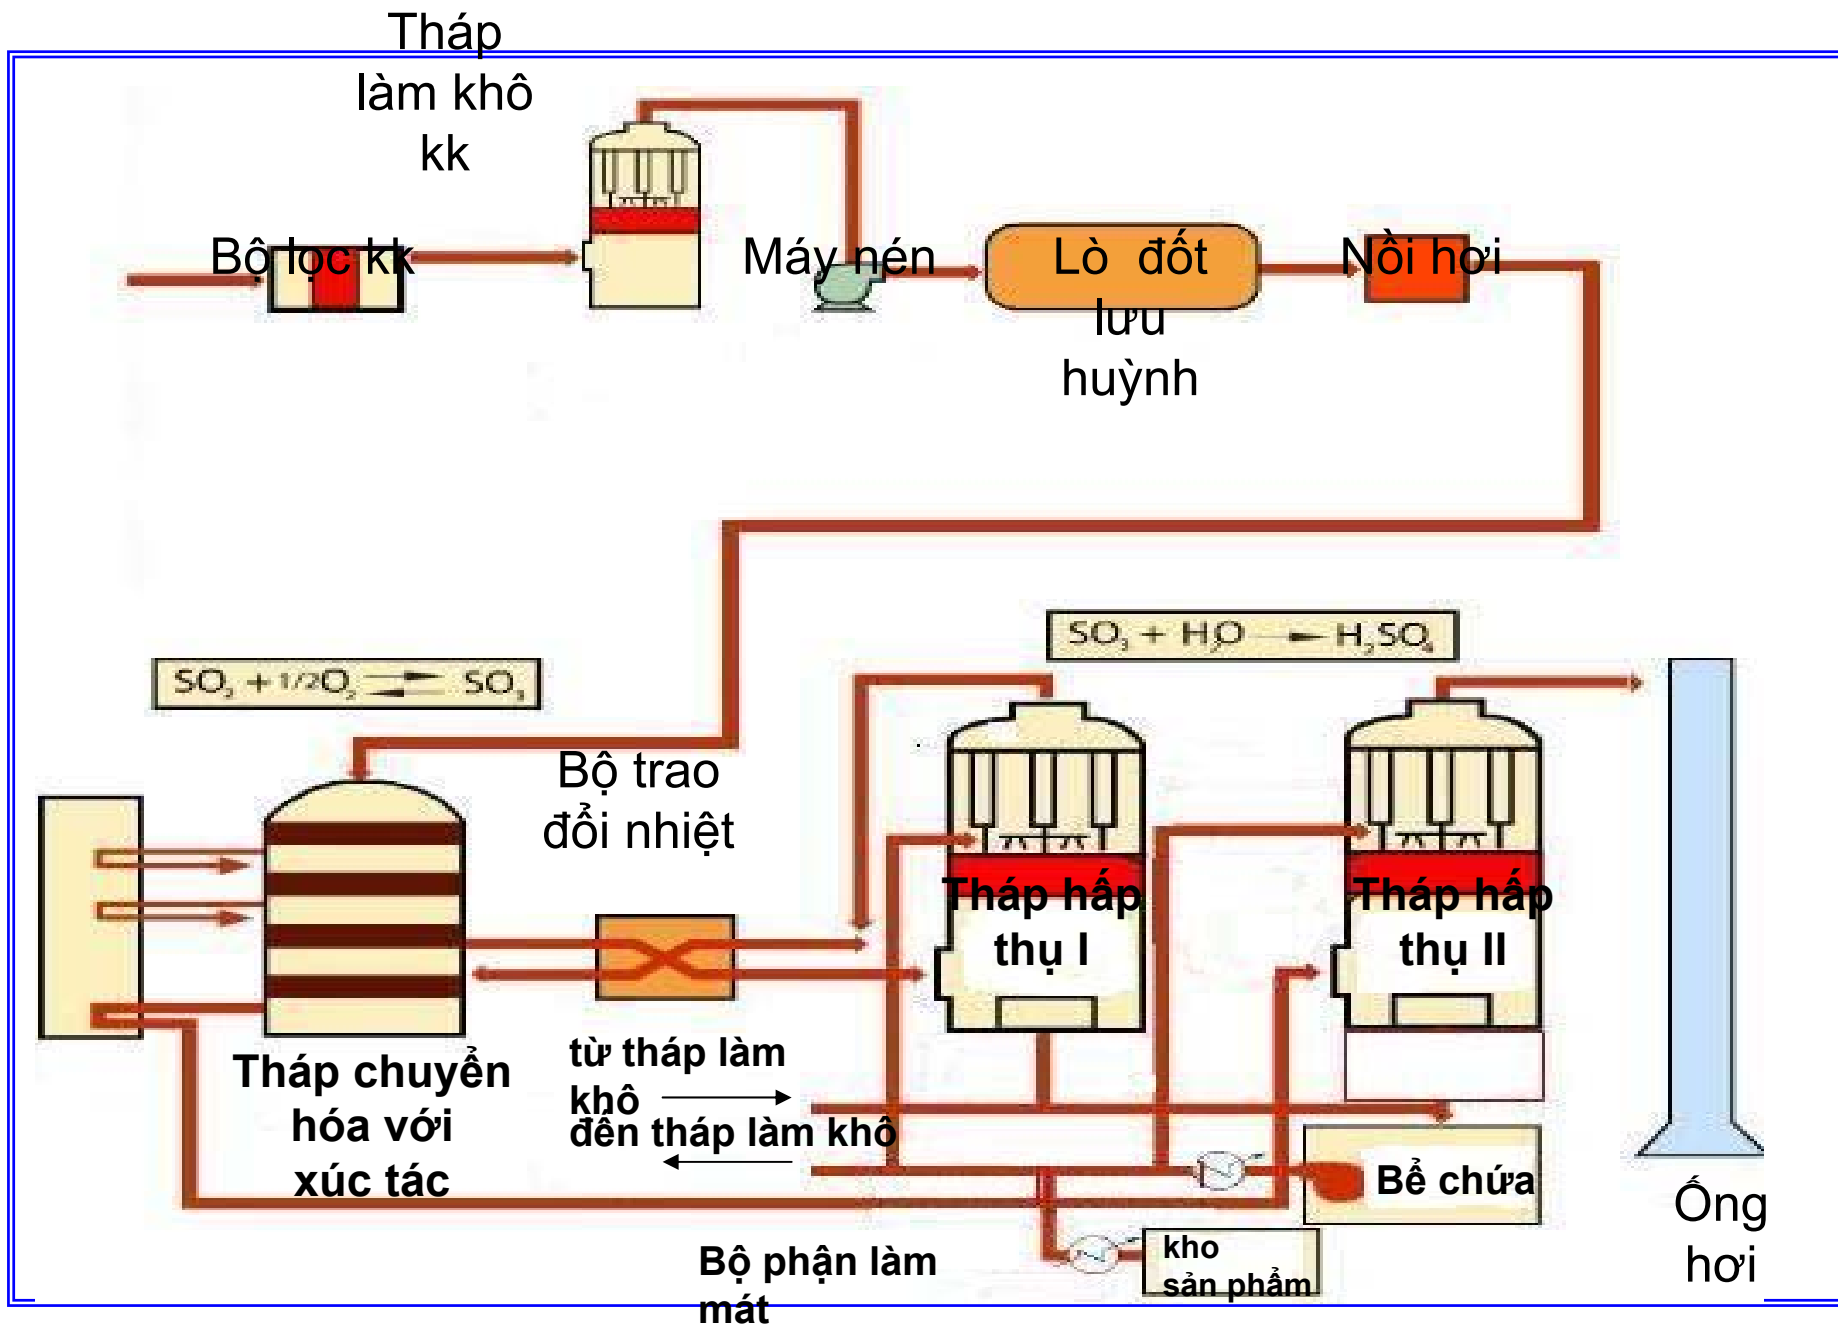 Tháp
làm khô
kk
Bộ lọc kk
Máy nén
Lò đốt
lưu
huỳnh
Nồi hơi
SO₂ + 1/2O₂ ⇌ SO₃
SO₃ + H₂O → H₂SO₄
Bộ trao
đổi nhiệt
Tháp hấp
thụ I
Tháp hấp
thụ II
Tháp chuyển
hóa với
xúc tác
từ tháp làm
khô
đến tháp làm khô
Bể chứa
Ống
hơi
Bộ phận làm
mát
kho
sản phẩm